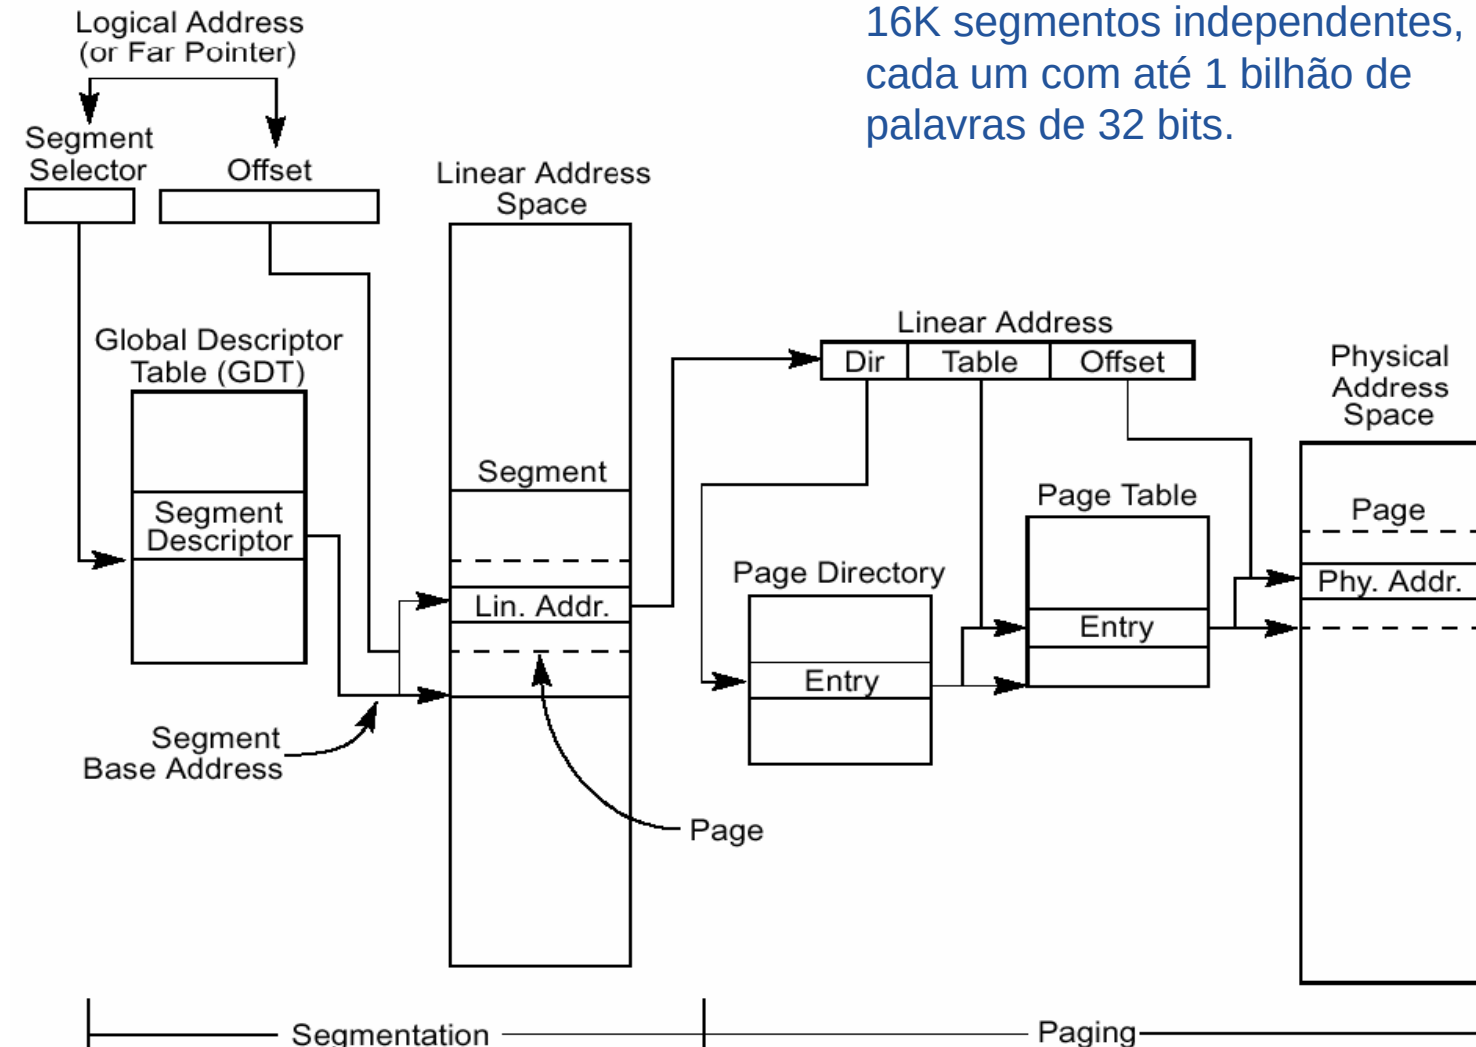 Logical Address
(or Far Pointer)
16K segmentos independentes,
cada um com até 1 bilhão de
palavras de 32 bits.
Segment
Selector
Offset
Linear Address
Space
Global Descriptor
Table (GDT)
Segment
Descriptor
Segment
Base Address
Segment
Lin. Addr.
Page
Linear Address
Dir
Table
Offset
Page Directory
Entry
Page Table
Entry
Physical
Address
Space
Page
Phy. Addr.
Segmentation
Paging